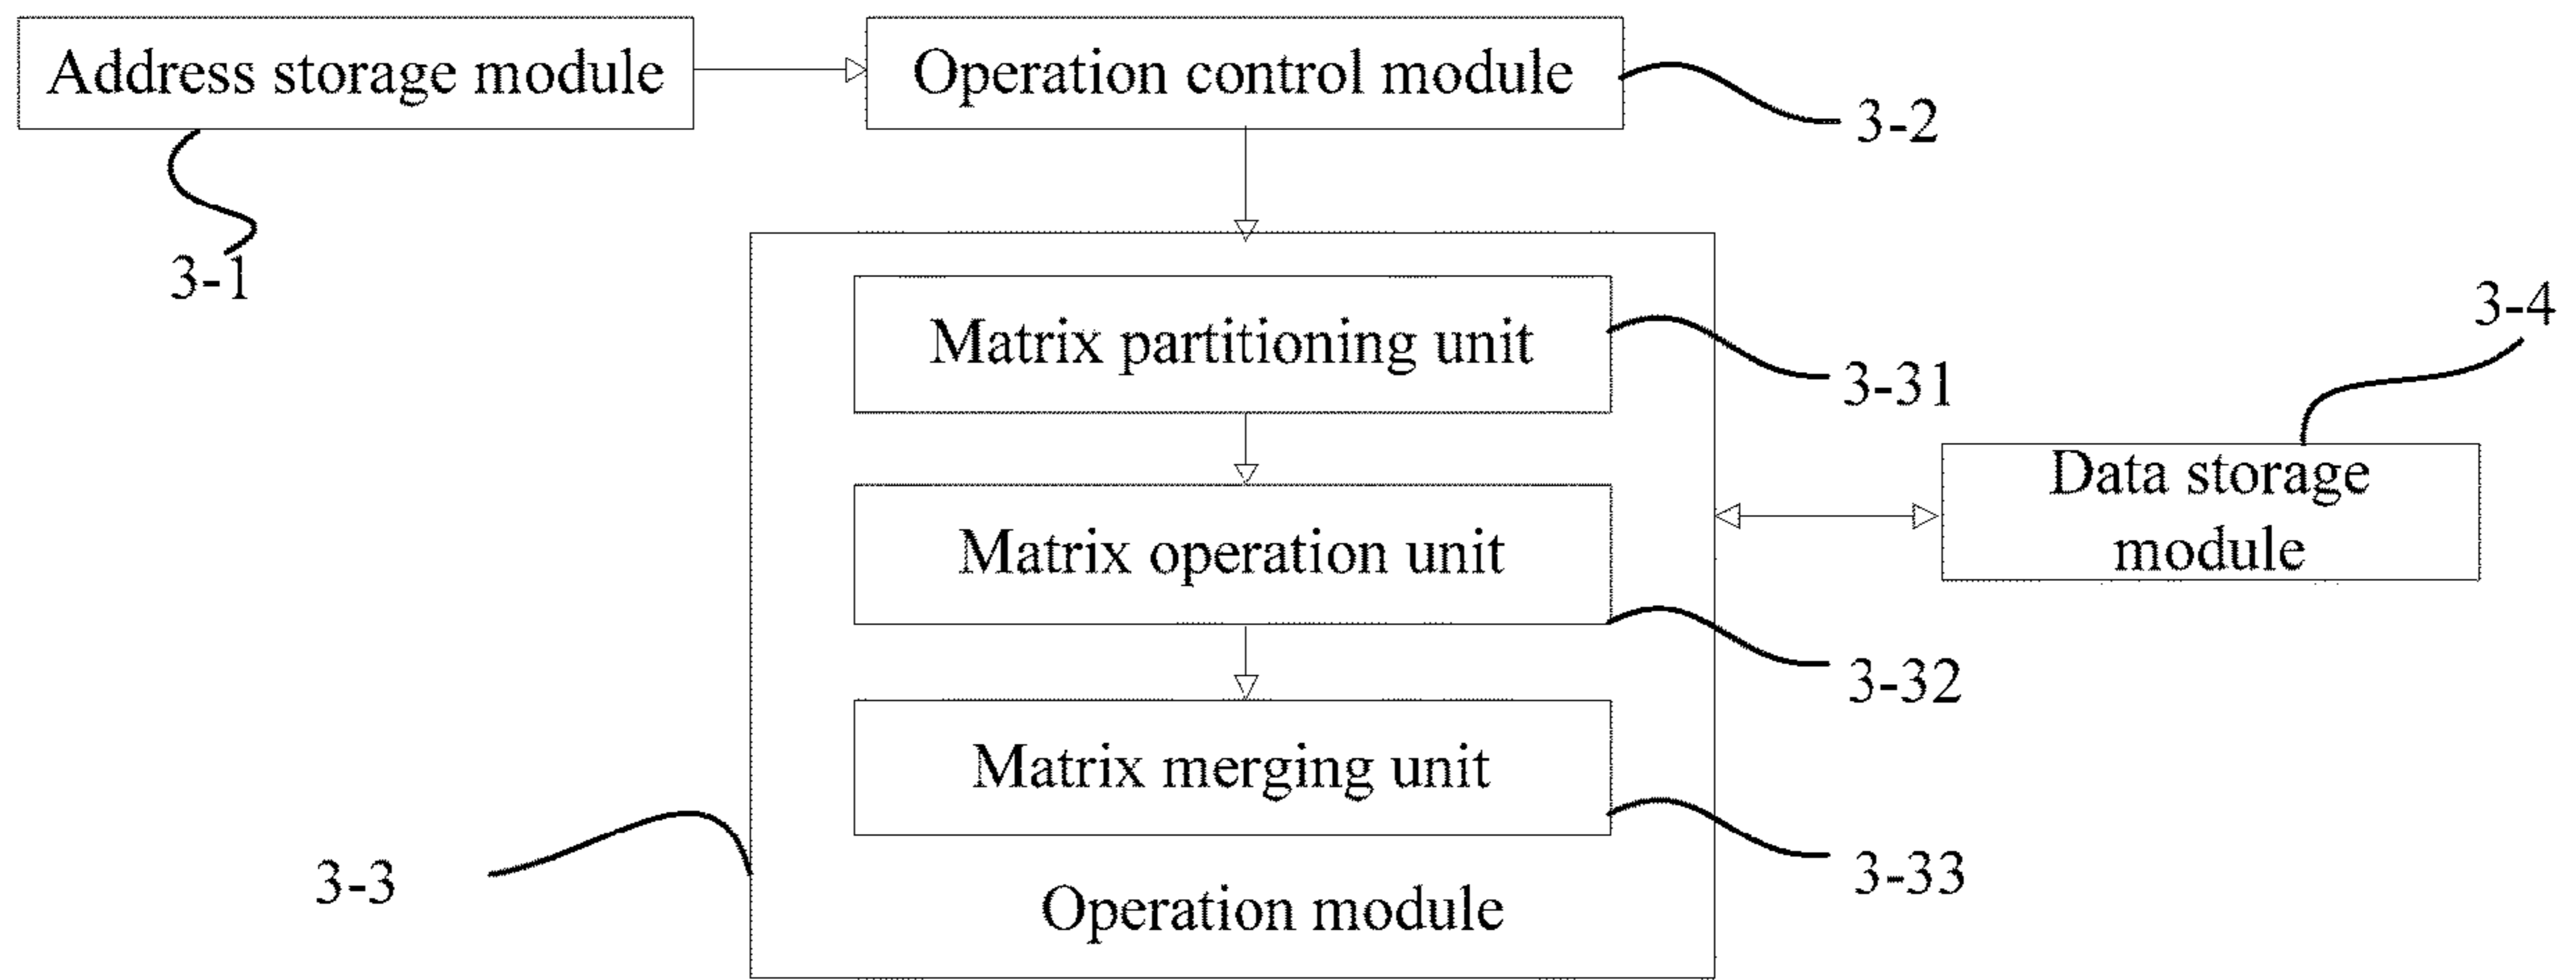 Address storage module
Operation control module
3-2
3-1
Matrix partitioning unit
3-31
3-4
Matrix operation unit
Data storage
module
3-32
Matrix merging unit
3-33
3-3
Operation module